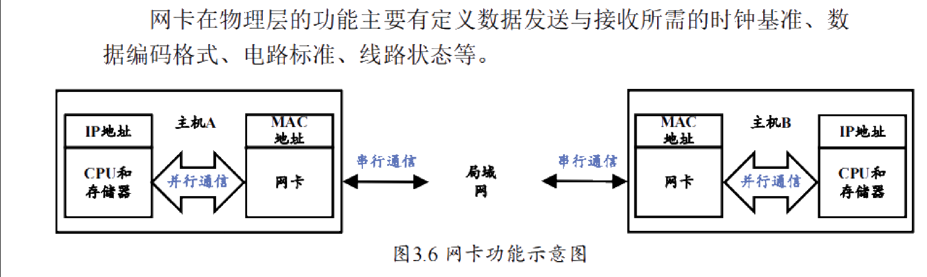 网卡在物理层的功能主要有定义数据发送与接收所需的时钟基准、数
据编码格式、电路标准、线路状态等。
IP地址
主机A
MAC
地址
CPU和
存储器
并行通信
网卡
串行通信
局域
网
串行通信
MAC
地址
主机B
IP地址
网卡
并行通信
CPU和
存储器
图3.6 网卡功能示意图